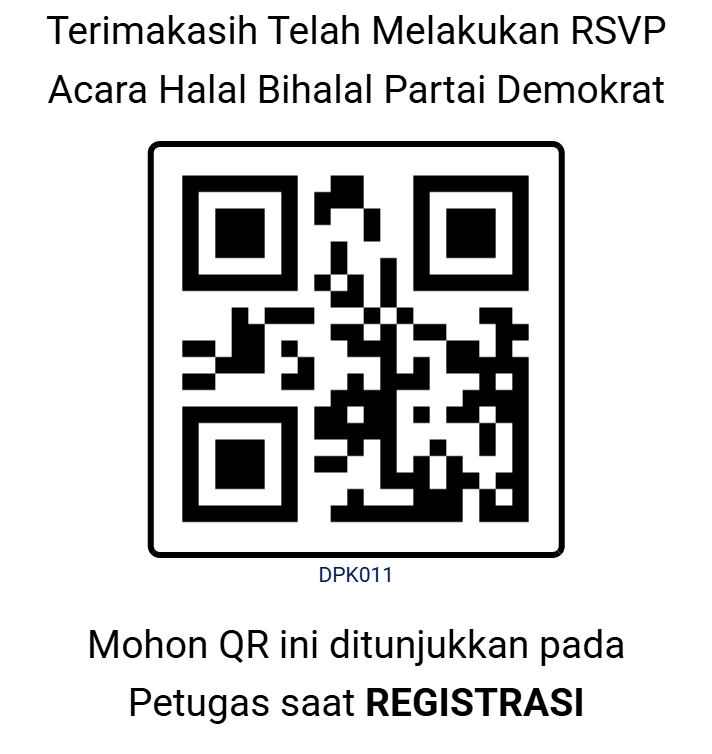 Terimakasih Telah Melakukan RSVP
Acara Halal Bihalal Partai Demokrat
DPK011
Mohon QR ini ditunjukkan pada
Petugas saat REGISTRASI